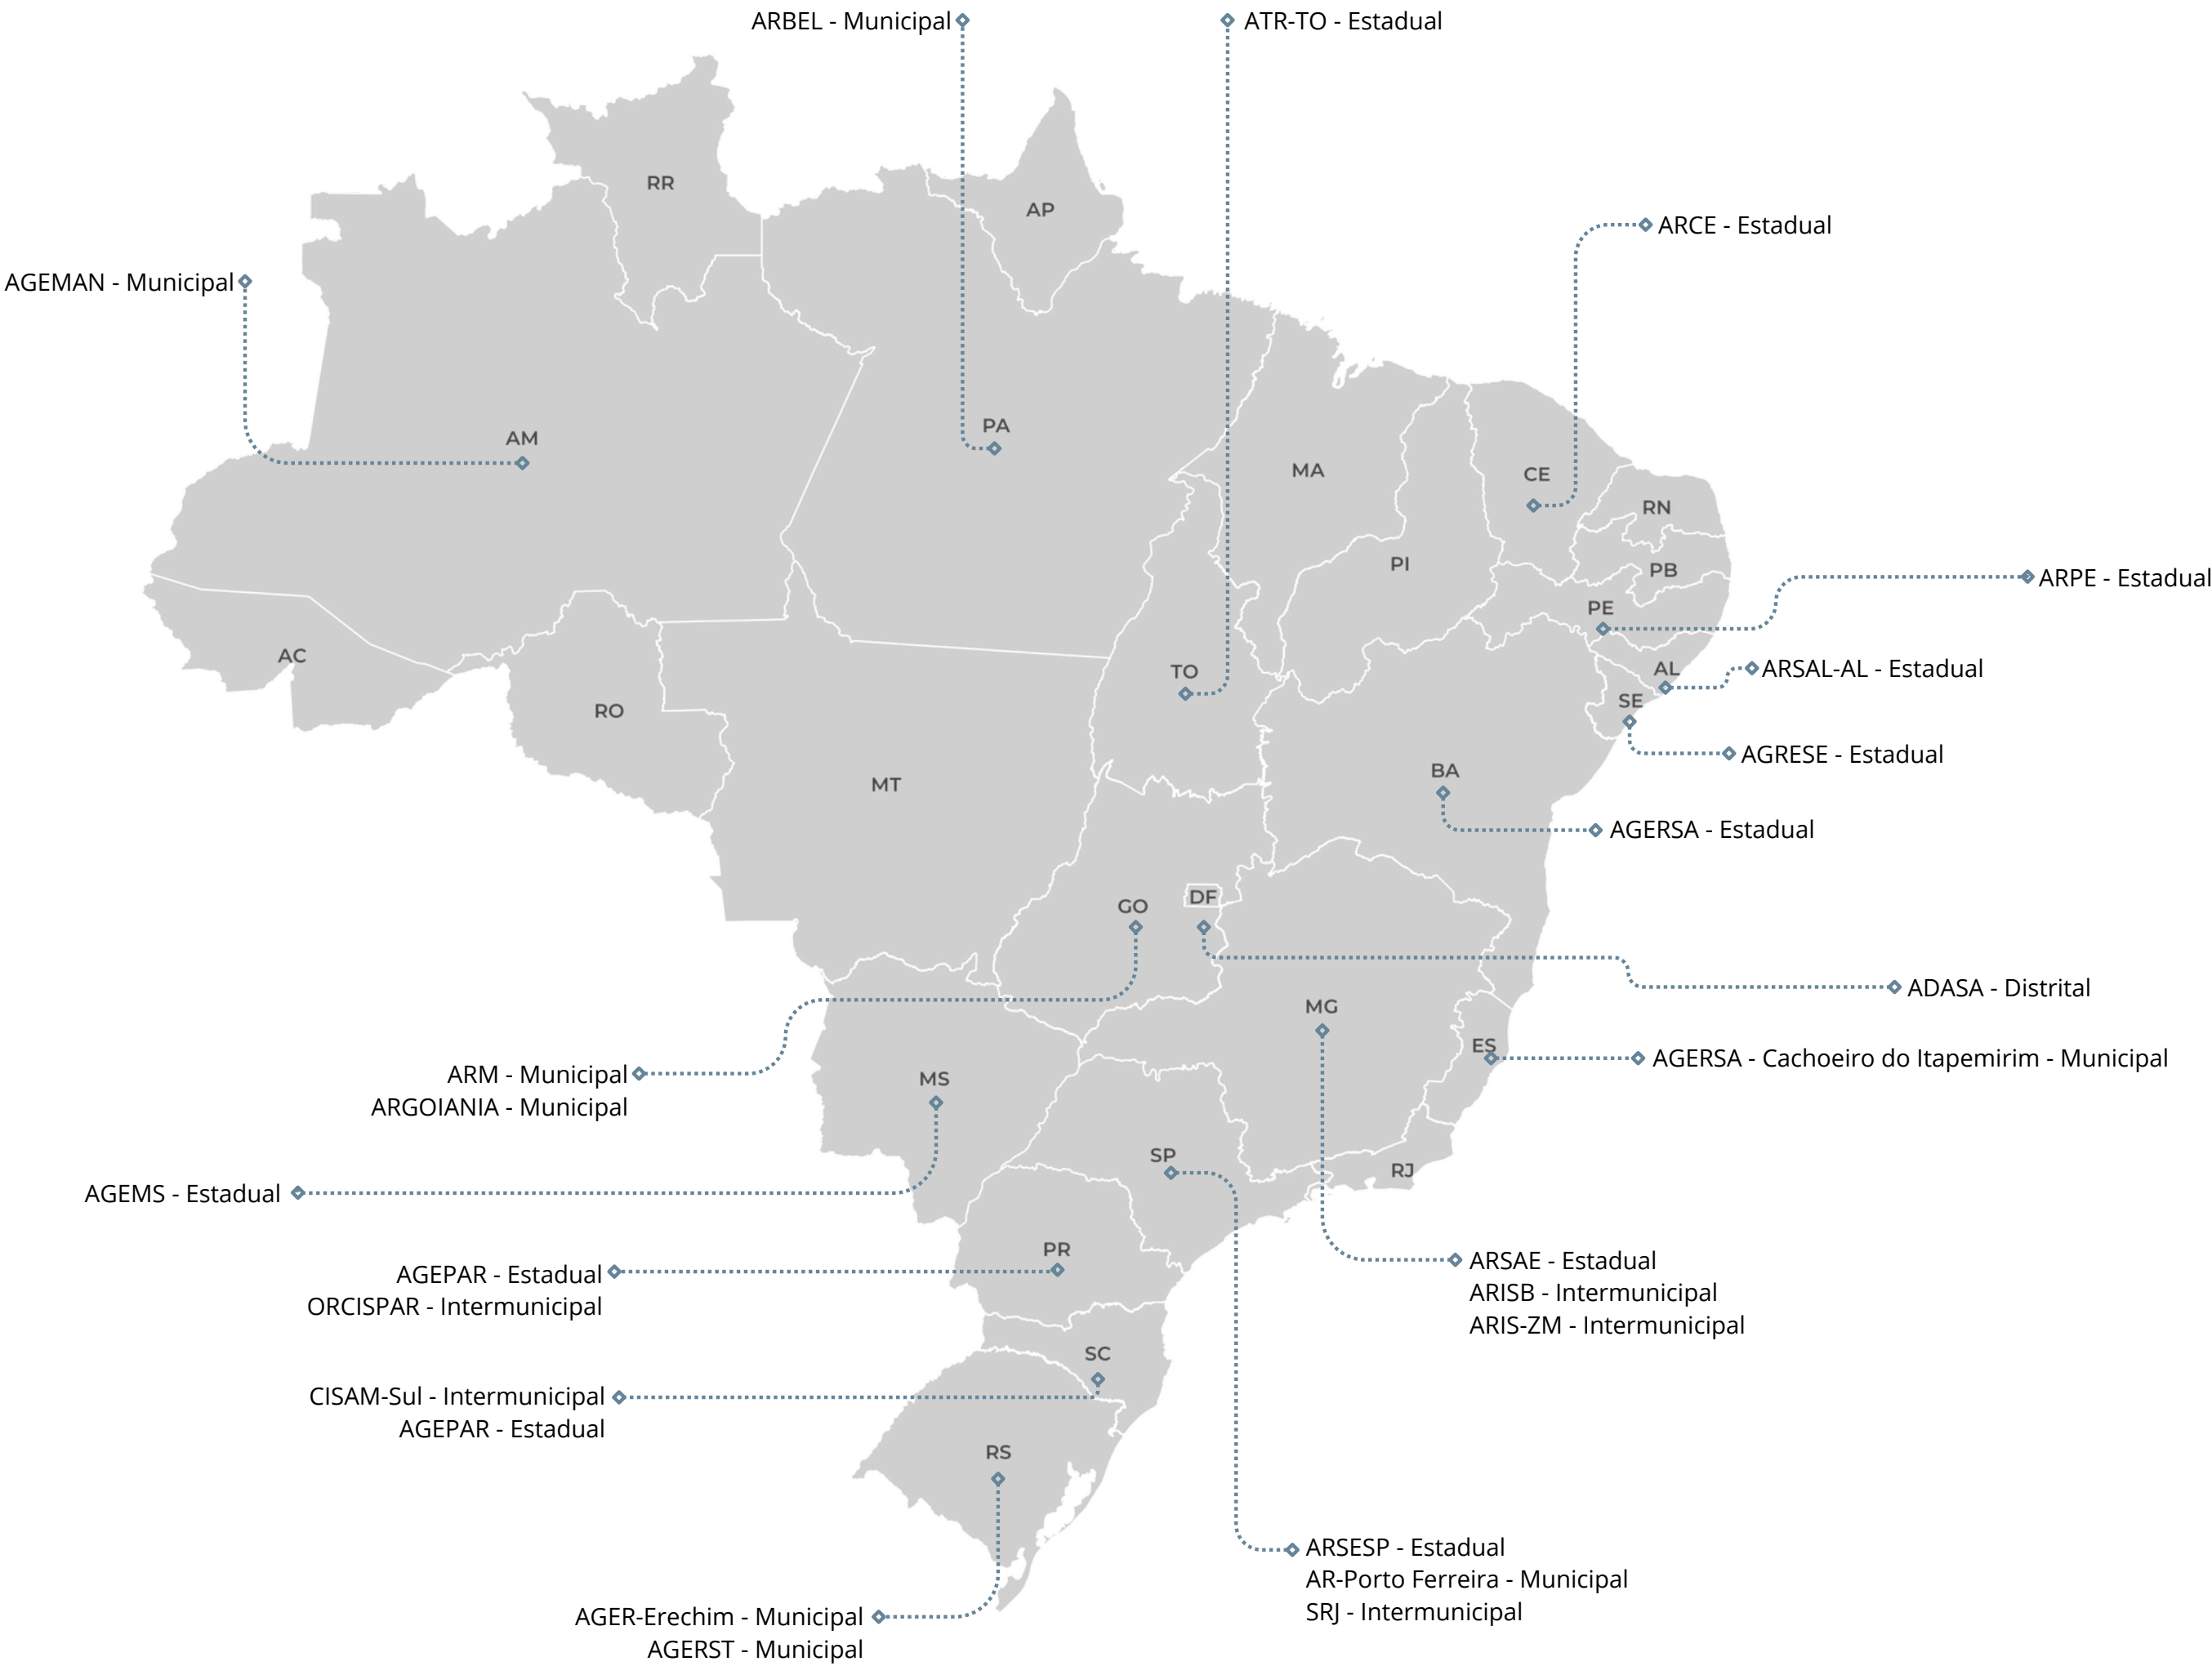 ARBEL - Municipal
ATR-TO - Estadual
RR
AP
ARCE - Estadual
AGEMAN - Municipal
AM
PA
MA
CE
RN
PI
PB
ARPE - Estadual
PE
AC
TO
AL
ARSAL-AL - Estadual
RO
SE
AGRESE - Estadual
MT
BA
AGERSA - Estadual
GO
DF
ADASA - Distrital
MG
ES
AGERSA - Cachoeiro do Itapemirim - Municipal
ARM - Municipal
ARGOIANIA - Municipal
MS
SP
RJ
AGEMS - Estadual
PR
AGEPAR - Estadual
ORCISPAR - Intermunicipal
ARSAE - Estadual
ARISB - Intermunicipal
ARIS-ZM - Intermunicipal
SC
CISAM-Sul - Intermunicipal
AGEPAR - Estadual
RS
ARSESP - Estadual
AR-Porto Ferreira - Municipal
SRJ - Intermunicipal
AGER-Erechim - Municipal
AGERST - Municipal